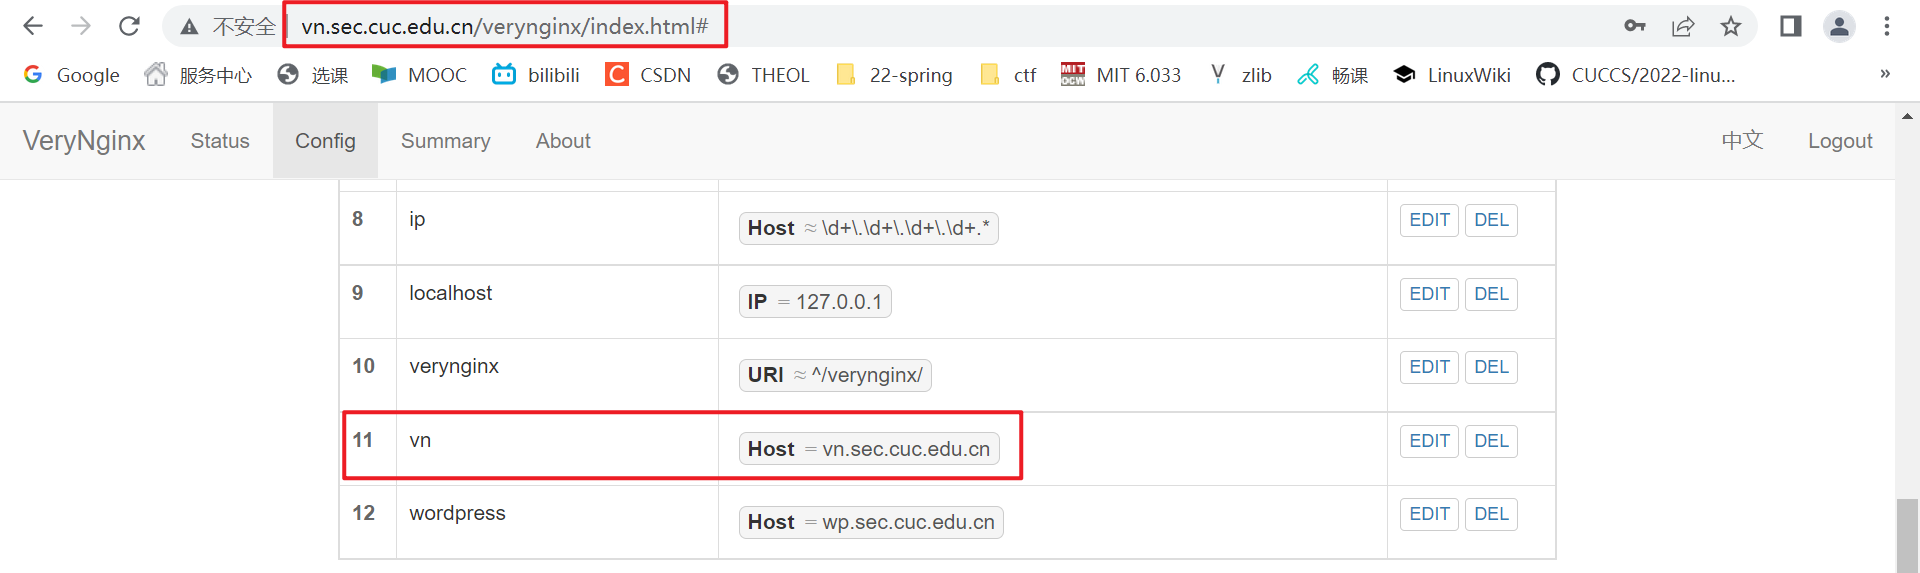 不安全 vn.sec.cuc.edu.cn/verynginx/index.html#
Google 服务中心 选课 MOOC bilibili CSDN THEOL 22-spring ctf MIT 6.033 zlib 畅课 LinuxWiki CUCCS/2022-linu... »
VeryNginx Status Config Summary About 中文 Logout
8 ip Host ≈ \d+\.\d+\.\d+\.\d+.* EDIT DEL
9 localhost IP = 127.0.0.1 EDIT DEL
10 verynginx URI ≈ ^/verynginx/ EDIT DEL
11 vn Host = vn.sec.cuc.edu.cn EDIT DEL
12 wordpress Host = wp.sec.cuc.edu.cn EDIT DEL